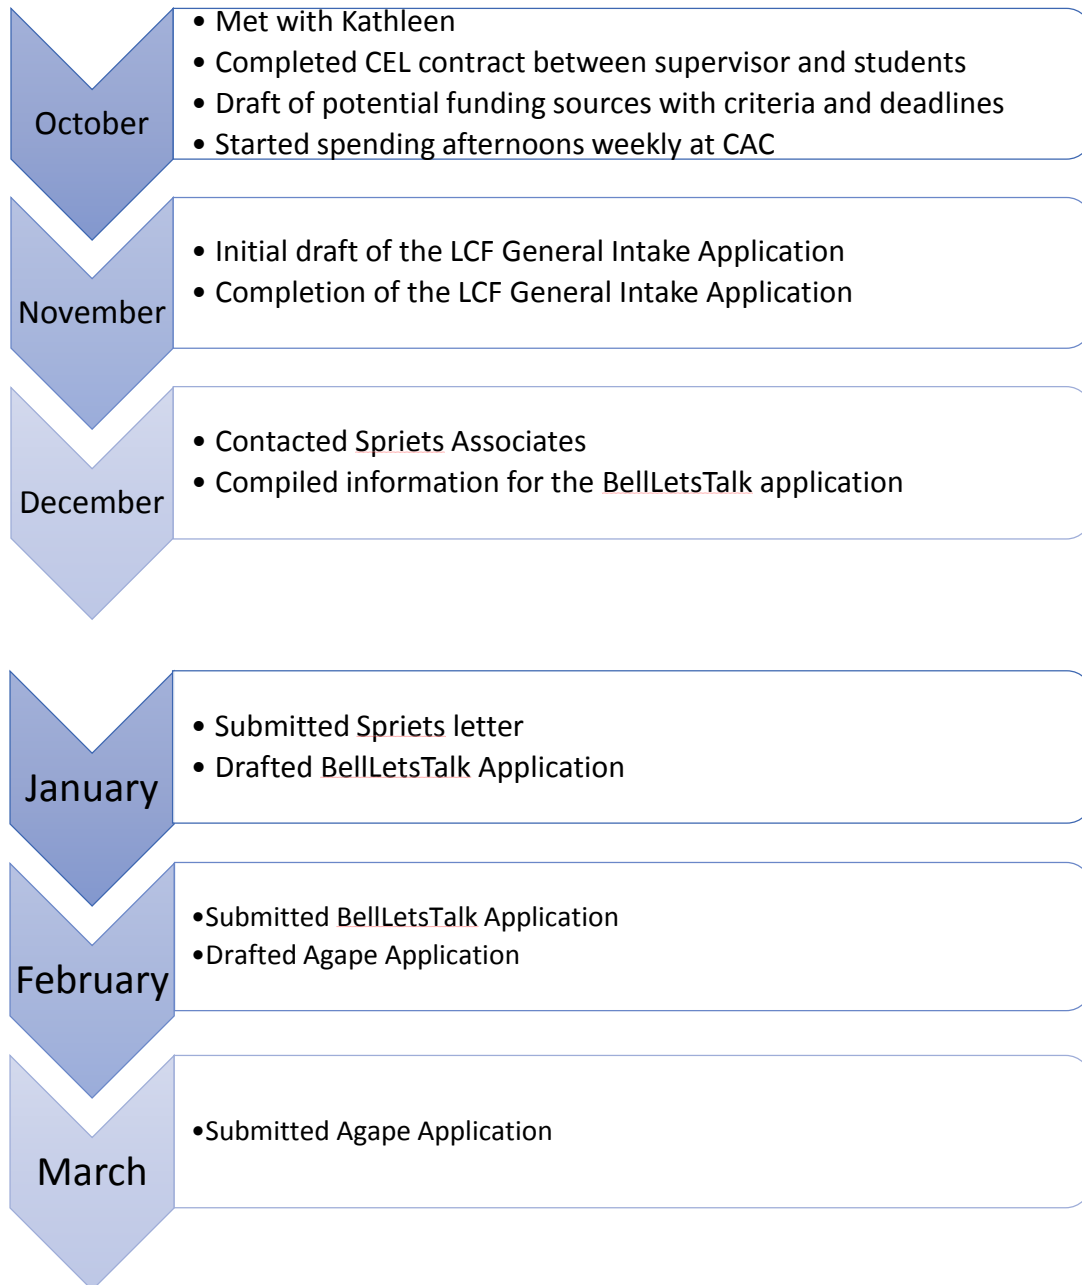 October
• Met with Kathleen
• Completed CEL contract between supervisor and students
• Draft of potential funding sources with criteria and deadlines
• Started spending afternoons weekly at CAC
November
• Initial draft of the LCF General Intake Application
• Completion of the LCF General Intake Application
December
• Contacted Spriets Associates
• Compiled information for the BellLetsTalk application
January
• Submitted Spriets letter
• Drafted BellLetsTalk Application
February
•Submitted BellLetsTalk Application
•Drafted Agape Application
March
•Submitted Agape Application